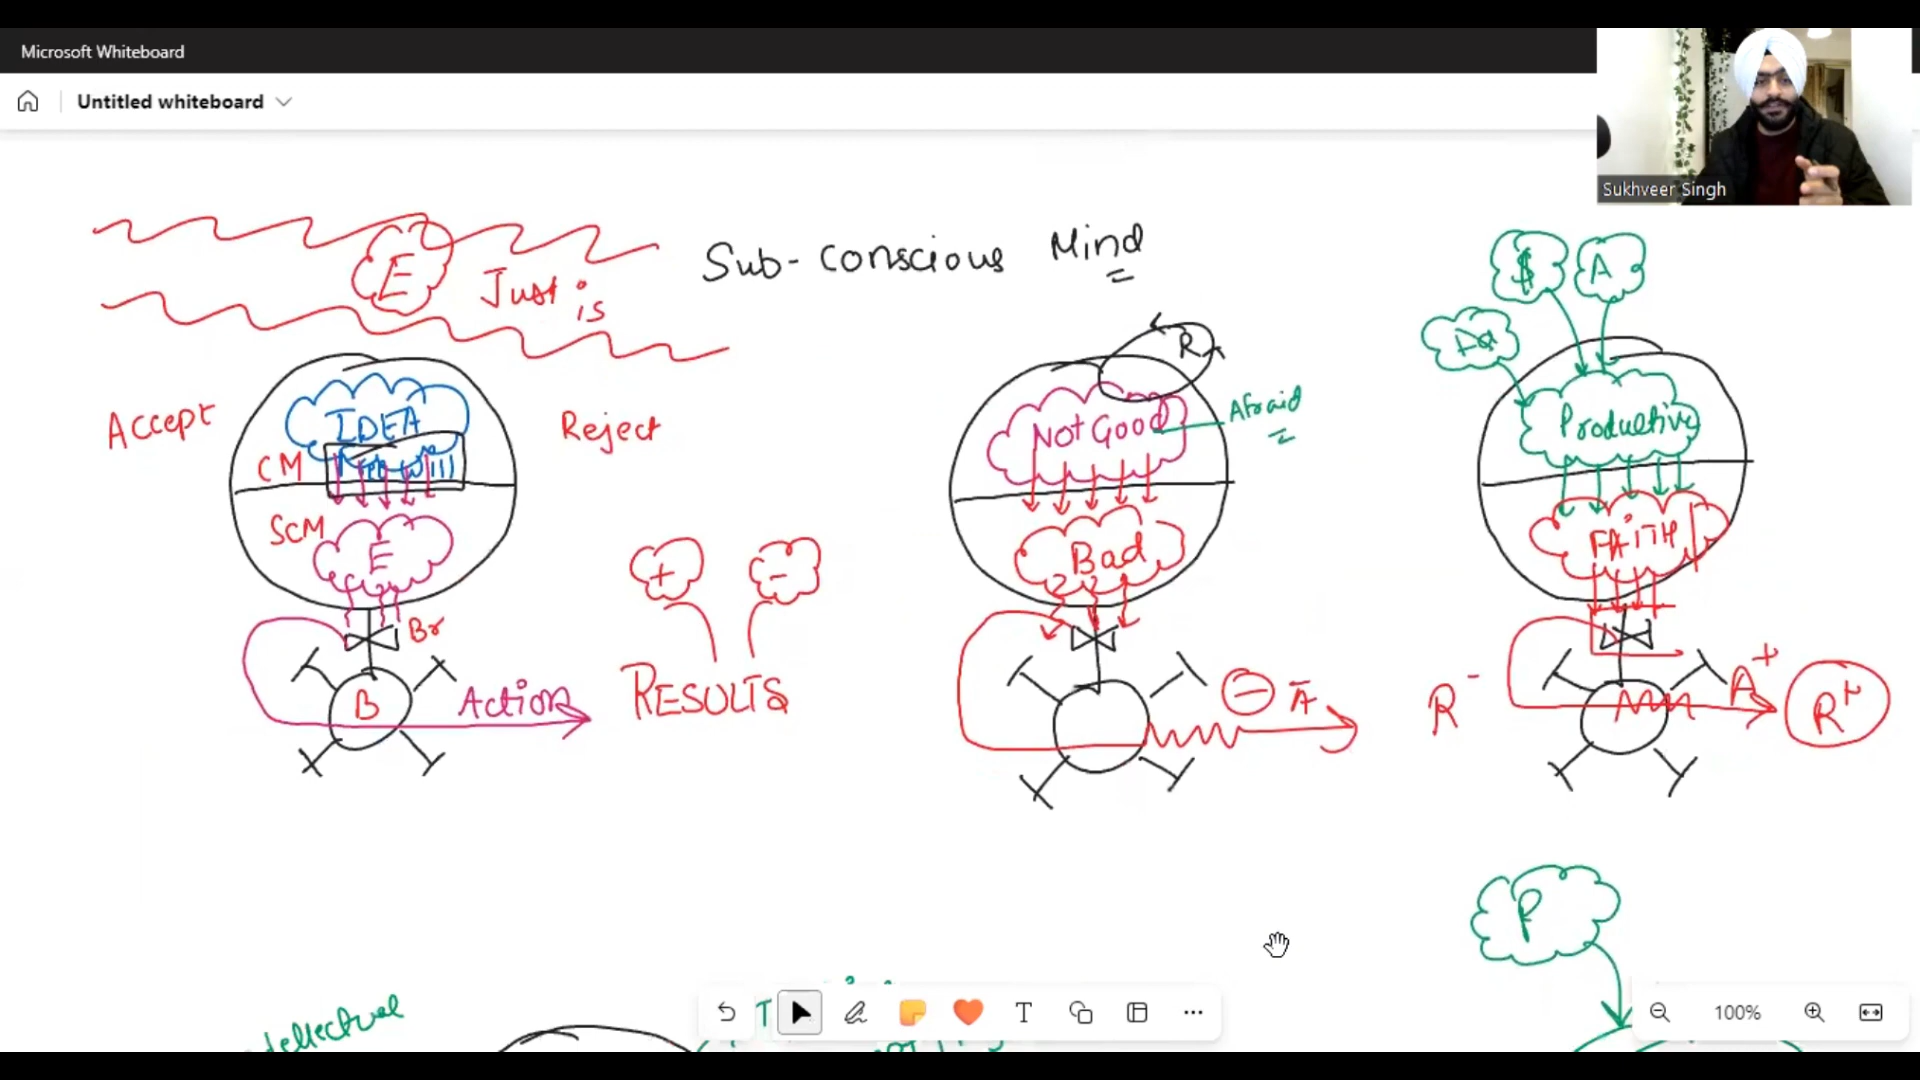 Microsoft Whiteboard
Untitled whiteboard
Sukhveer Singh
E Just is
Sub-conscious Mind
$ A
R
Accept
IDEA
Reject
CM
Not Good
Afraid
Productive
SCM
E
Bad
FAITH
+ -
Br
B
Action
RESULTS
- A
R-
A+
R+
P
T
100%